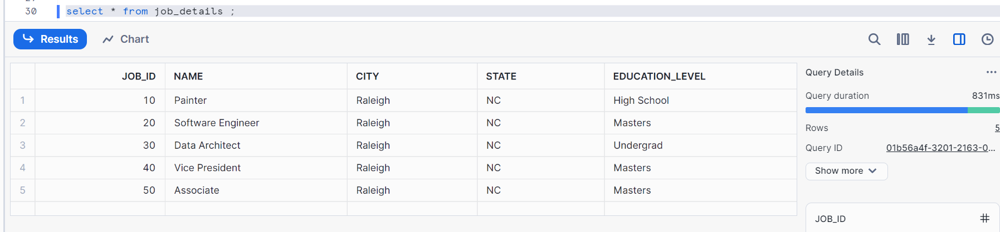 30 select * from job_details ;
Results Chart
JOB_ID NAME CITY STATE EDUCATION_LEVEL
1 10 Painter Raleigh NC High School
2 20 Software Engineer Raleigh NC Masters
3 30 Data Architect Raleigh NC Undergrad
4 40 Vice President Raleigh NC Masters
5 50 Associate Raleigh NC Masters
Query Details ...
Query duration 831ms
Rows 5
Query ID 01b56a4f-3201-2163-0...
Show more
JOB_ID #